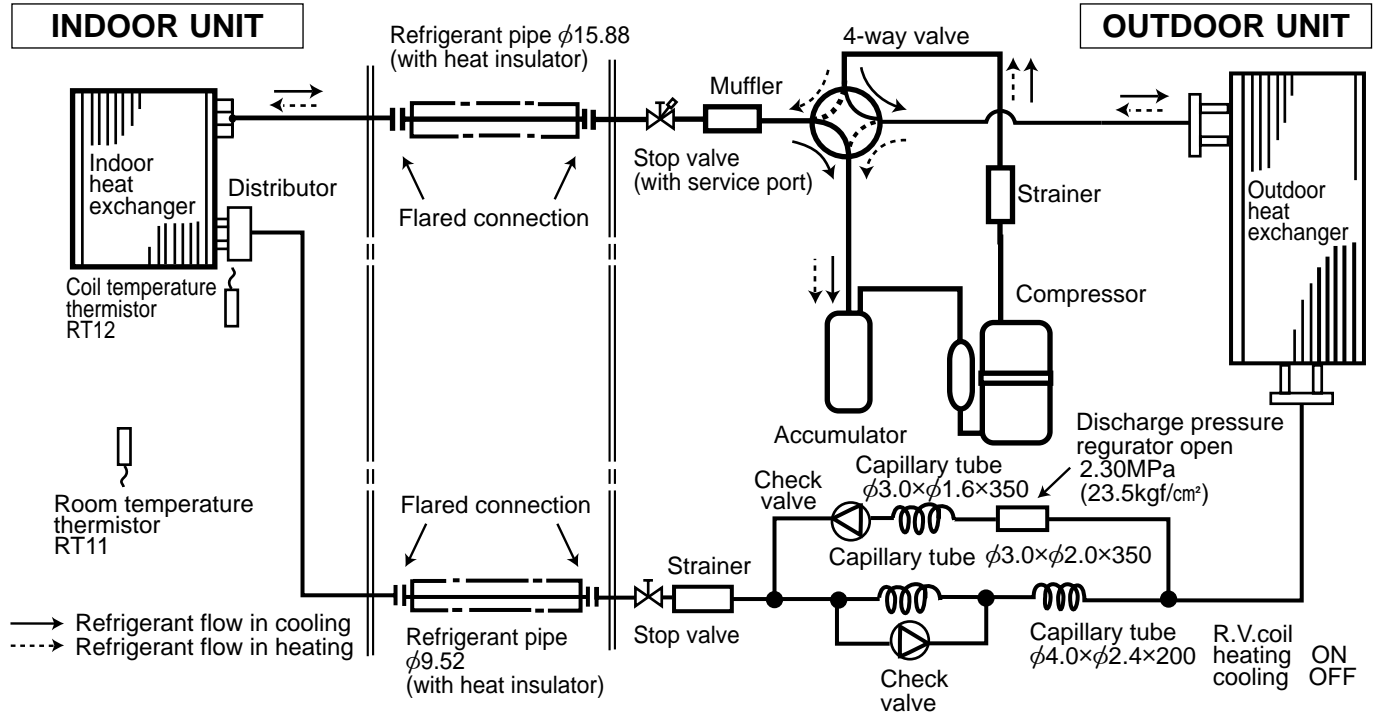 INDOOR UNIT
Refrigerant pipe ϕ15.88
(with heat insulator)
4-way valve
OUTDOOR UNIT
Muffler
Indoor
heat
exchanger
Distributor
Stop valve
(with service port)
Strainer
Outdoor
heat
exchanger
Flared connection
Coil temperature
thermistor
RT12
Compressor
Accumulator
Discharge pressure
regurator open
2.30MPa
(23.5kgf/cm²)
Capillary tube
ϕ3.0×ϕ1.6×350
Check
valve
Room temperature
thermistor
RT11
Flared connection
Strainer
Capillary tube ϕ3.0×ϕ2.0×350
Refrigerant flow in cooling
Refrigerant flow in heating
Refrigerant pipe
ϕ9.52
(with heat insulator)
Stop valve
Check
valve
Capillary tube
ϕ4.0×ϕ2.4×200
R.V.coil
heating ON
cooling OFF